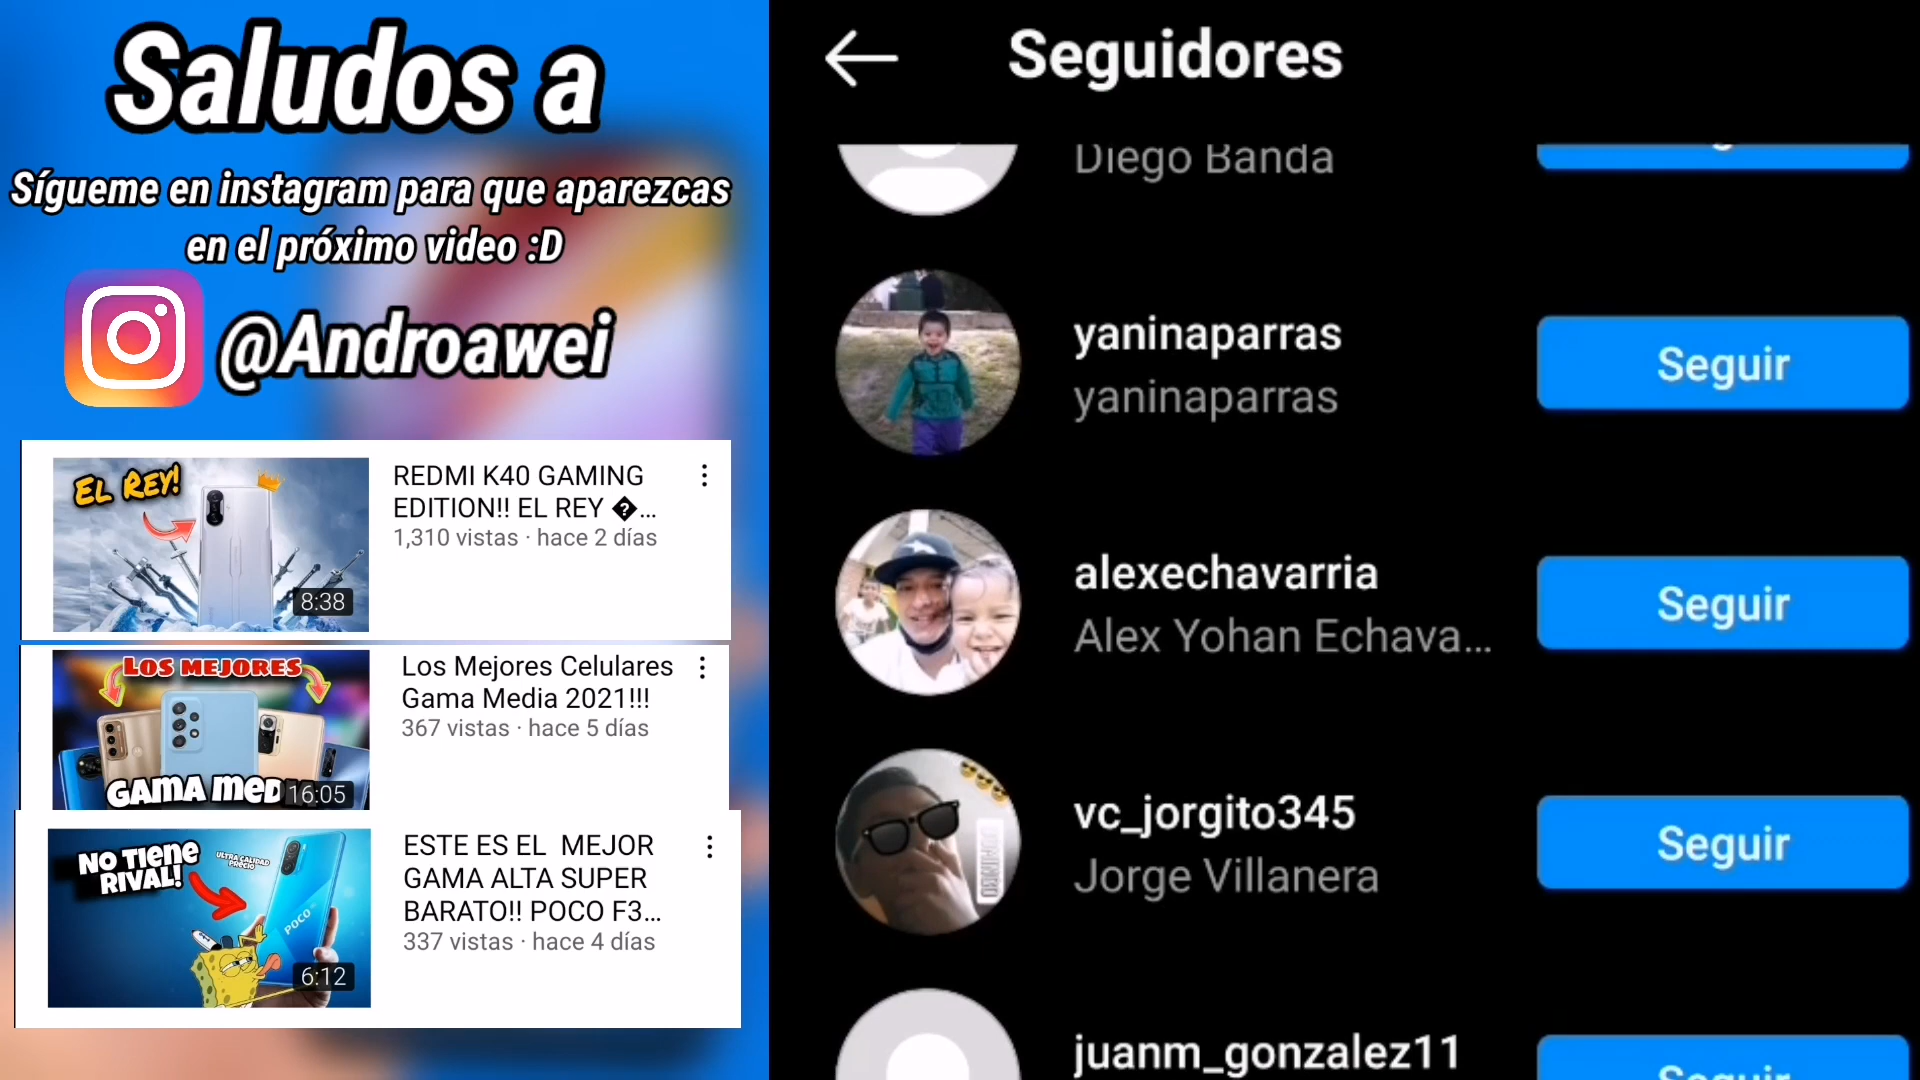 Saludos a
Sígueme en instagram para que aparezcas
en el próximo video :D
@Androawei
EL REY!
8:38
REDMI K40 GAMING
EDITION!! EL REY �...
1,310 vistas · hace 2 días
LOS MEJORES
GAMA MED
16:05
Los Mejores Celulares
Gama Media 2021!!!
367 vistas · hace 5 días
NO TIENE
RIVAL!
ULTRA CALIDAD
PRECIO
POCO
6:12
ESTE ES EL MEJOR
GAMA ALTA SUPER
BARATO!! POCO F3...
337 vistas · hace 4 días
Seguidores
Diego Banda
yaninaparras
yaninaparras
Seguir
alexechavarria
Alex Yohan Echava...
Seguir
vc_jorgito345
Jorge Villanera
Seguir
juanm_gonzalez11
Seguir